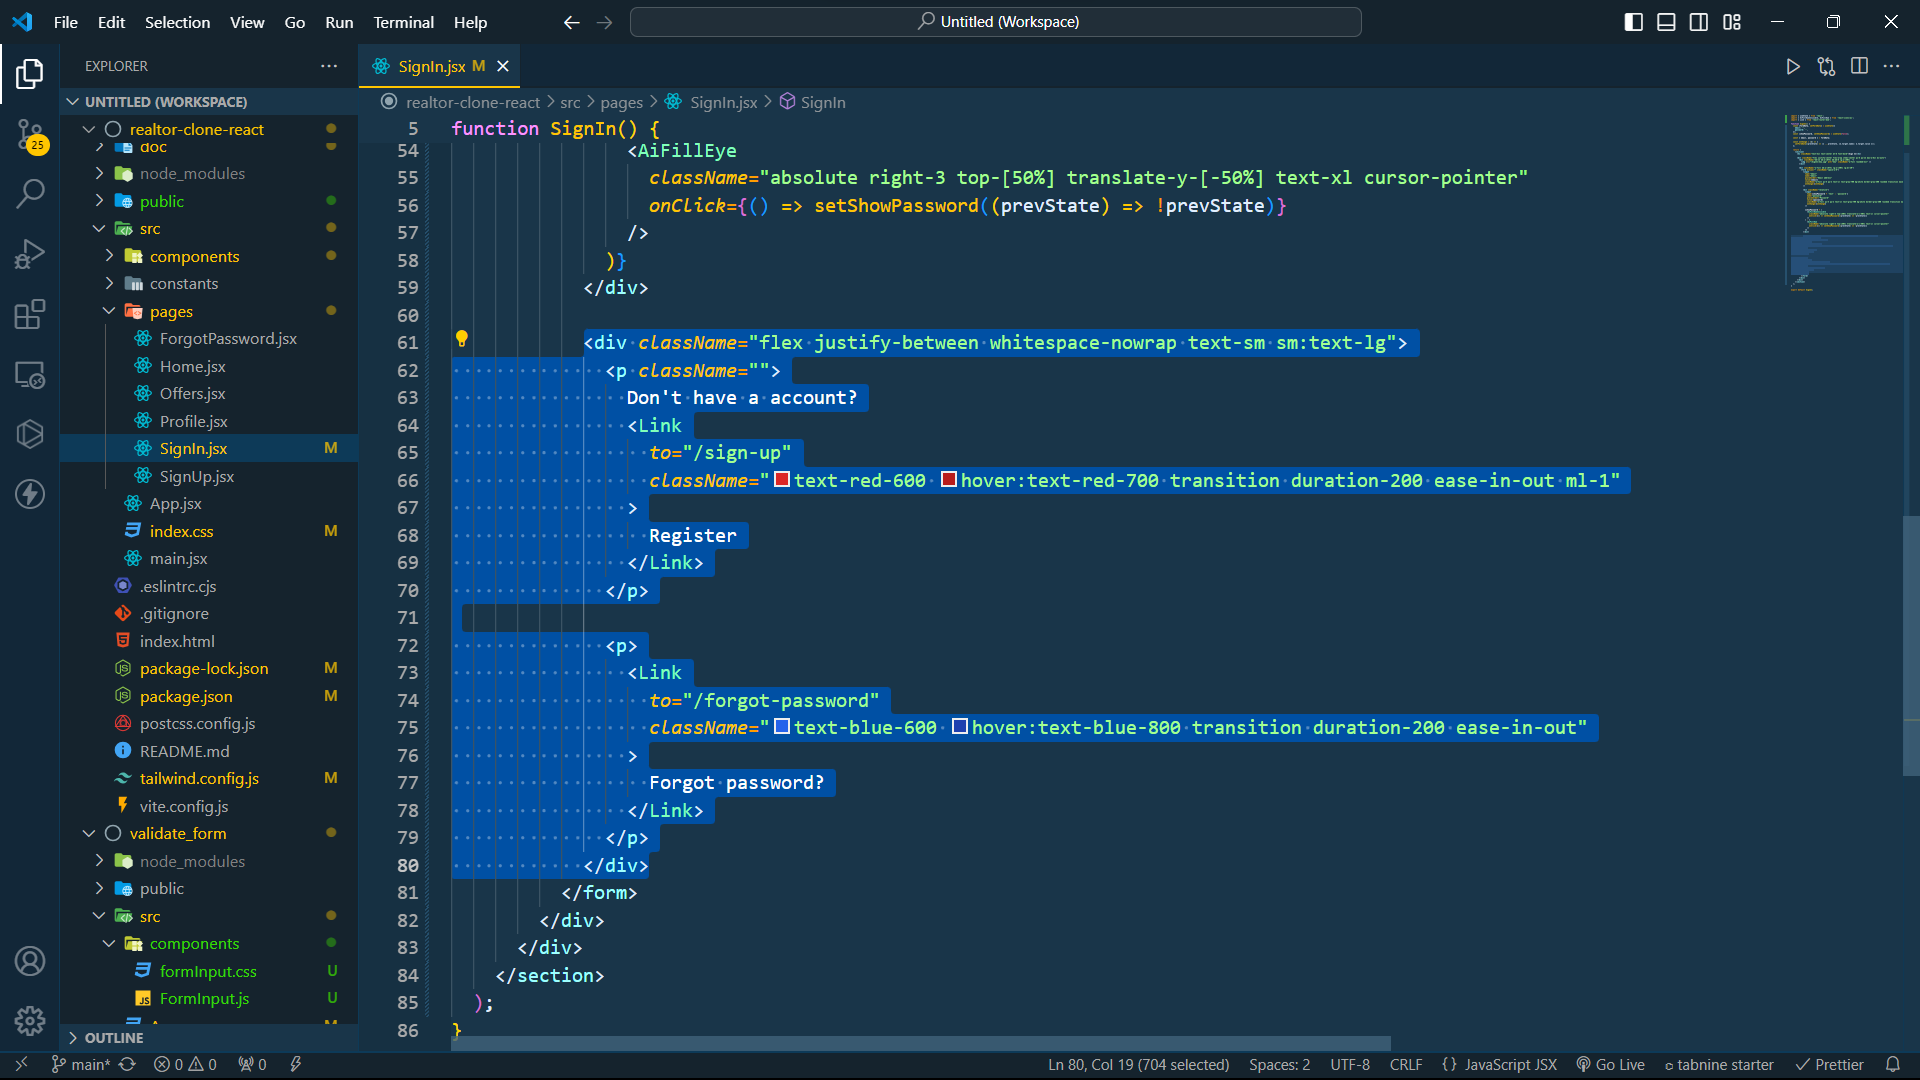 File Edit Selection View Go Run Terminal Help
Untitled (Workspace)
EXPLORER
UNTITLED (WORKSPACE)
realtor-clone-react
doc
node_modules
public
src
components
constants
pages
ForgotPassword.jsx
Home.jsx
Offers.jsx
Profile.jsx
SignIn.jsx M
SignUp.jsx
App.jsx
index.css M
main.jsx
.eslintrc.cjs
.gitignore
index.html
package-lock.json M
package.json M
postcss.config.js
README.md
tailwind.config.js M
vite.config.js
validate_form
node_modules
public
src
components
formInput.css U
FormInput.js U
OUTLINE
25
SignIn.jsx M
realtor-clone-react > src > pages > SignIn.jsx > SignIn
5 function SignIn() {
54 <AiFillEye
55 className="absolute right-3 top-[50%] translate-y-[-50%] text-xl cursor-pointer"
56 onClick={() => setShowPassword((prevState) => !prevState)}
57 />
58 )}
59 </div>
60
61 <div className="flex justify-between whitespace-nowrap text-sm sm:text-lg">
62 <p className="">
63 Don't have a account?
64 <Link
65 to="/sign-up"
66 className="text-red-600 hover:text-red-700 transition duration-200 ease-in-out ml-1"
67 >
68 Register
69 </Link>
70 </p>
71
72 <p>
73 <Link
74 to="/forgot-password"
75 className="text-blue-600 hover:text-blue-800 transition duration-200 ease-in-out"
76 >
77 Forgot password?
78 </Link>
79 </p>
80 </div>
81 </form>
82 </div>
83 </div>
84 </section>
85 );
86 }
main* 0 0 0
Ln 80, Col 19 (704 selected) Spaces: 2 UTF-8 CRLF {} JavaScript JSX Go Live tabnine starter Prettier